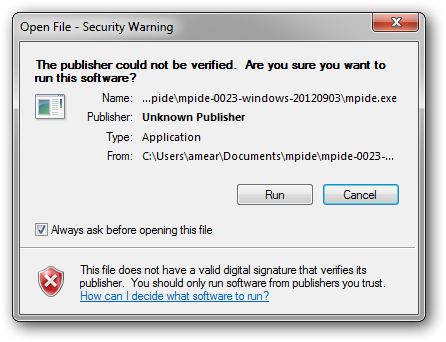 Open File - Security Warning
The publisher could not be verified.  Are you sure you want to
run this software?
Name: ...pide\mpide-0023-windows-20120903\mpide.exe
Publisher: Unknown Publisher
Type: Application
From: C:\Users\amear\Documents\mpide\mpide-0023-...
Run Cancel
Always ask before opening this file
This file does not have a valid digital signature that verifies its
publisher.  You should only run software from publishers you trust.
How can I decide what software to run?